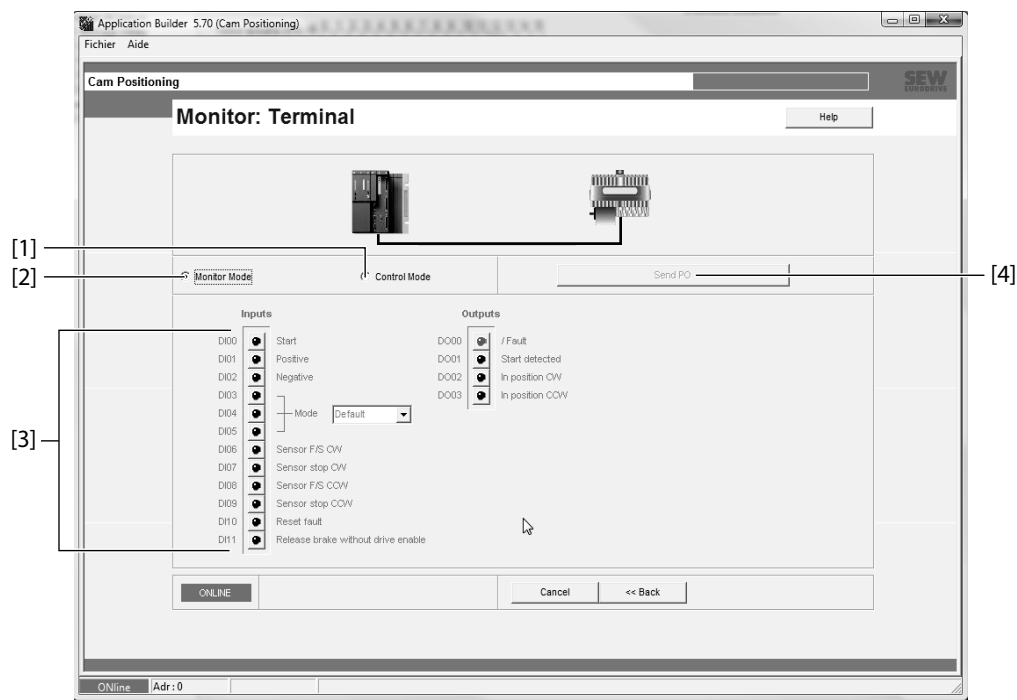 Application Builder 5.70 (Cam Positioning)
Fichier Aide
Cam Positioning
SEW
EURODRIVE
Monitor: Terminal
Help
[1]
[2]
Monitor Mode
Control Mode
Send PO
[4]
Inputs
Outputs
DI00 Start
DO00 / Fault
DI01 Positive
DO01 Start detected
DI02 Negative
DO02 In position CW
DI03
DO03 In position CCW
DI04 Mode Default
DI05
[3]
DI06 Sensor F/S CW
DI07 Sensor stop CW
DI08 Sensor F/S CCW
DI09 Sensor stop CCW
DI10 Reset fault
DI11 Release brake without drive enable
ONLINE
Cancel
<< Back
ONline
Adr:0